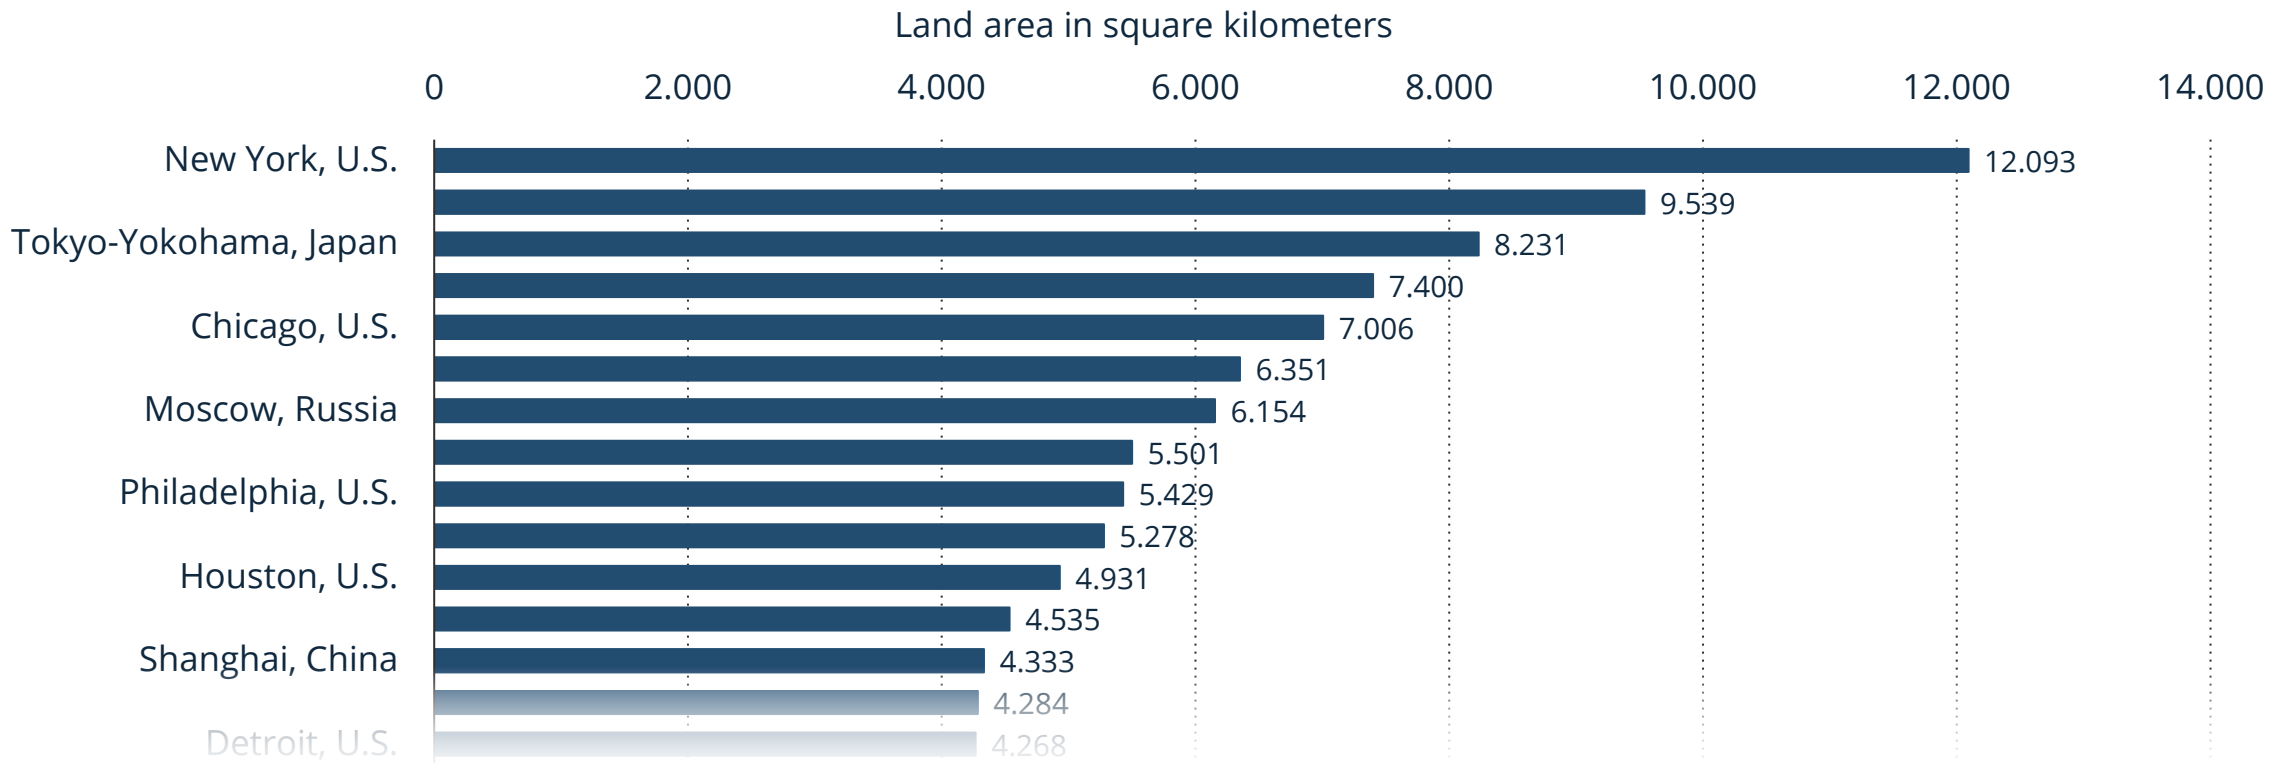 Land area in square kilometers
0 2.000 4.000 6.000 8.000 10.000 12.000 14.000
New York, U.S. 12.093
9.539
Tokyo-Yokohama, Japan 8.231
7.400
Chicago, U.S. 7.006
6.351
Moscow, Russia 6.154
5.501
Philadelphia, U.S. 5.429
5.278
Houston, U.S. 4.931
4.535
Shanghai, China 4.333
4.284
Detroit, U.S. 4.268